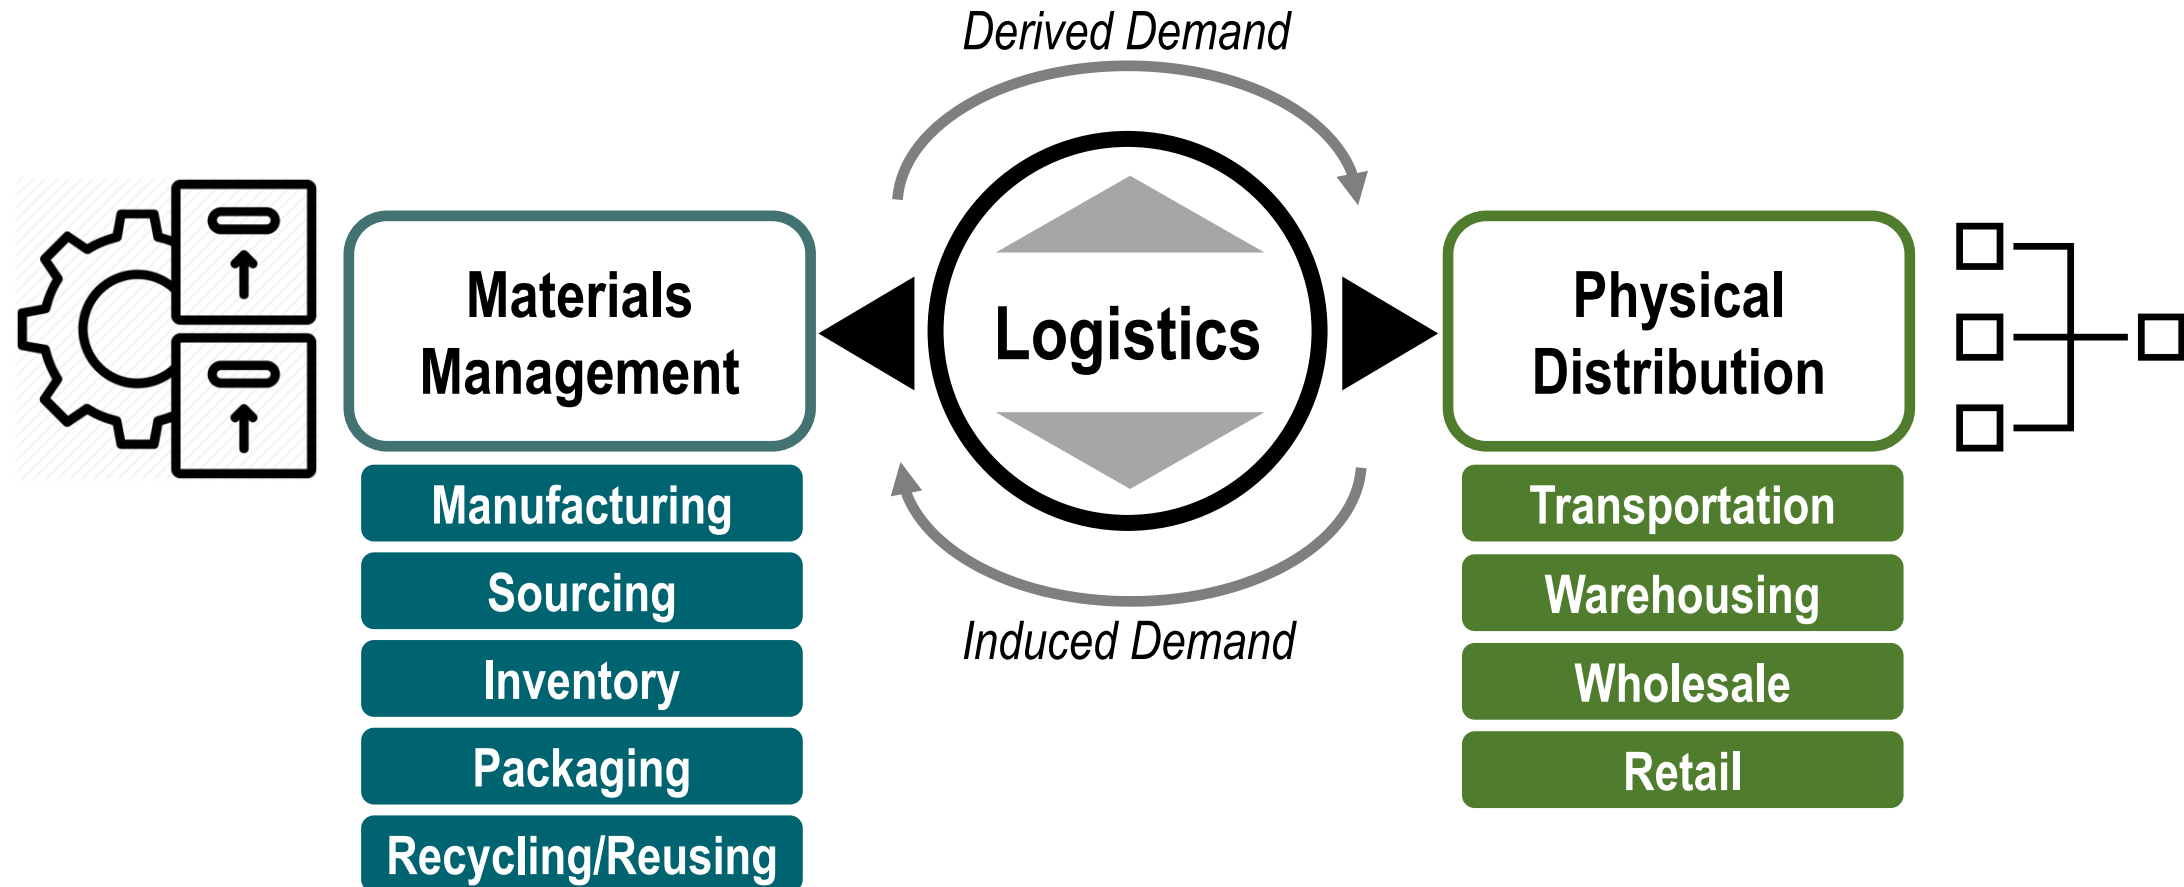 Derived Demand
Materials
Management
Logistics
Physical
Distribution
Manufacturing
Sourcing
Inventory
Packaging
Recycling/Reusing
Induced Demand
Transportation
Warehousing
Wholesale
Retail